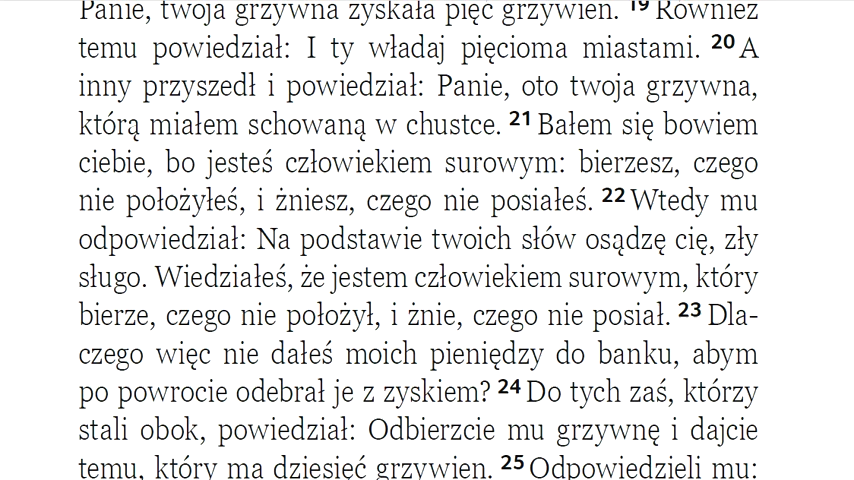 Panie, twoja grzywna zyskała pięć grzywien. 19 Również
temu powiedział: I ty władaj pięcioma miastami. 20 A
inny przyszedł i powiedział: Panie, oto twoja grzywna,
którą miałem schowaną w chustce. 21 Bałem się bowiem
ciebie, bo jesteś człowiekiem surowym: bierzesz, czego
nie położyłeś, i żniesz, czego nie posiałeś. 22 Wtedy mu
odpowiedział: Na podstawie twoich słów osądzę cię, zły
sługo. Wiedziałeś, że jestem człowiekiem surowym, który
bierze, czego nie położył, i żnie, czego nie posiał. 23 Dla-
czego więc nie dałeś moich pieniędzy do banku, abym
po powrocie odebrał je z zyskiem? 24 Do tych zaś, którzy
stali obok, powiedział: Odbierzcie mu grzywnę i dajcie
temu, który ma dziesięć grzywien. 25 Odpowiedzieli mu: